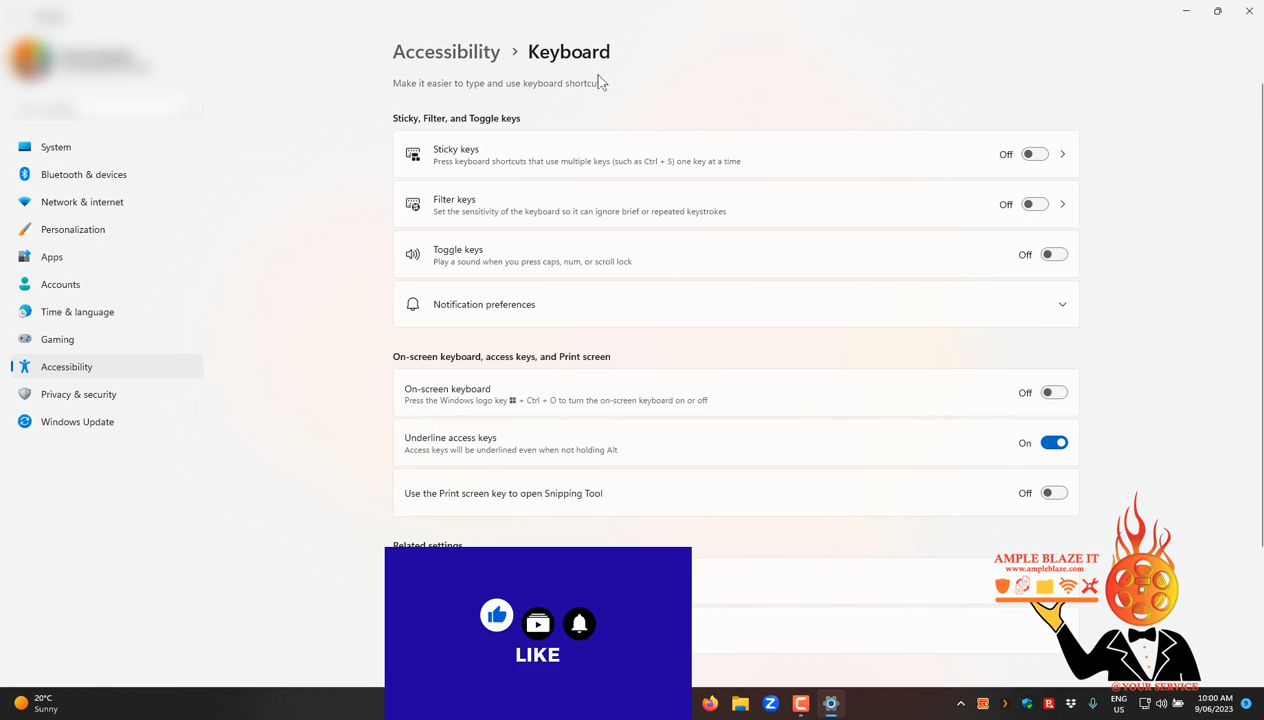 Accessibility > Keyboard
Make it easier to type and use keyboard shortcu
Sticky, Filter, and Toggle keys
Sticky keys
Press keyboard shortcuts that use multiple keys (such as Ctrl + S) one key at a time
Off
Filter keys
Set the sensitivity of the keyboard so it can ignore brief or repeated keystrokes
Off
Toggle keys
Play a sound when you press caps, num, or scroll lock
Off
Notification preferences
On-screen keyboard, access keys, and Print screen
On-screen keyboard
Press the Windows logo key + Ctrl + O to turn the on-screen keyboard on or off
Off
Underline access keys
Access keys will be underlined even when not holding Alt
On
Use the Print screen key to open Snipping Tool
Off
Related settings
System
Bluetooth & devices
Network & internet
Personalization
Apps
Accounts
Time & language
Gaming
Accessibility
Privacy & security
Windows Update
LIKE
AMPLE BLAZE IT
www.ampleblaze.com
@YOUR SERVICE
20°C
Sunny
ENG
US
10:00 AM
9/06/2023